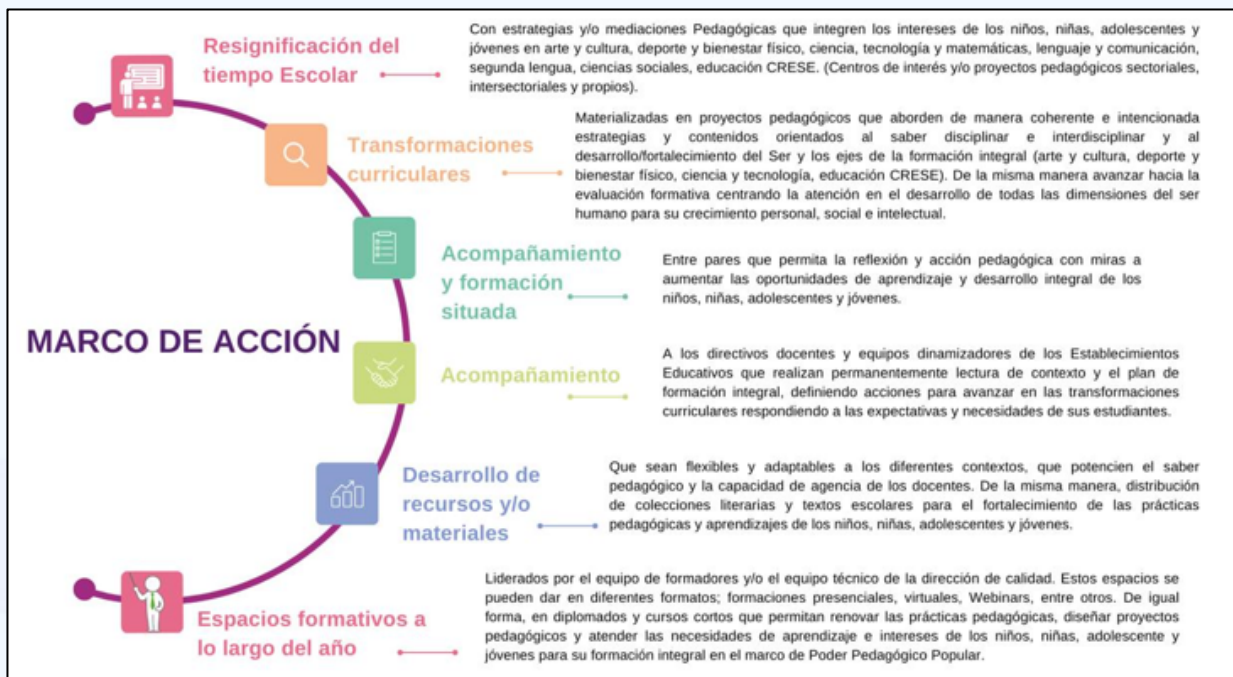 Resignificación del
tiempo Escolar
Con estrategias y/o mediaciones Pedagógicas que integren los intereses de los niños, niñas, adolescentes y
jóvenes en arte y cultura, deporte y bienestar físico, ciencia, tecnología y matemáticas, lenguaje y comunicación,
segunda lengua, ciencias sociales, educación CRESE. (Centros de interés y/o proyectos pedagógicos sectoriales,
intersectoriales y propios).
Transformaciones
curriculares
Materializadas en proyectos pedagógicos que aborden de manera coherente e intencionada
estrategias y contenidos orientados al saber disciplinar e interdisciplinar y al
desarrollo/fortalecimiento del Ser y los ejes de la formación integral (arte y cultura, deporte y
bienestar físico, ciencia y tecnología, educación CRESE). De la misma manera avanzar hacia la
evaluación formativa centrando la atención en el desarrollo de todas las dimensiones del ser
humano para su crecimiento personal, social e intelectual.
Acompañamiento
y formación
situada
Entre pares que permita la reflexión y acción pedagógica con miras a
aumentar las oportunidades de aprendizaje y desarrollo integral de los
niños, niñas, adolescentes y jóvenes.
MARCO DE ACCIÓN
Acompañamiento
A los directivos docentes y equipos dinamizadores de los Establecimientos
Educativos que realizan permanentemente lectura de contexto y el plan de
formación integral, definiendo acciones para avanzar en las transformaciones
curriculares respondiendo a las expectativas y necesidades de sus estudiantes.
Desarrollo de
recursos y/o
materiales
Que sean flexibles y adaptables a los diferentes contextos, que potencien el saber
pedagógico y la capacidad de agencia de los docentes. De la misma manera, distribución
de colecciones literarias y textos escolares para el fortalecimiento de las prácticas
pedagógicas y aprendizajes de los niños, niñas, adolescentes y jóvenes.
Espacios formativos a
lo largo del año
Liderados por el equipo de formadores y/o el equipo técnico de la dirección de calidad. Estos espacios se
pueden dar en diferentes formatos; formaciones presenciales, virtuales, Webinars, entre otros. De igual
forma, en diplomados y cursos cortos que permitan renovar las prácticas pedagógicas, diseñar proyectos
pedagógicos y atender las necesidades de aprendizaje e intereses de los niños, niñas, adolescente y
jóvenes para su formación integral en el marco de Poder Pedagógico Popular.